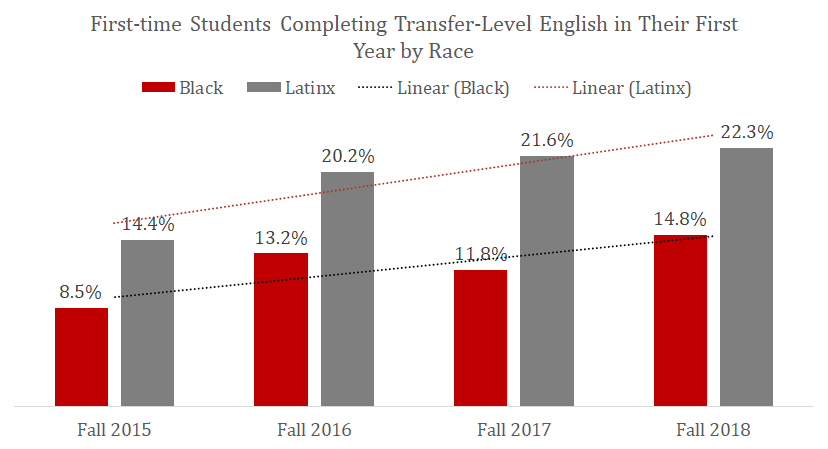 First-time Students Completing Transfer-Level English in Their First
Year by Race
Black Latinx Linear (Black) Linear (Latinx)
8.5% 14.4% 13.2% 20.2% 11.8% 21.6% 14.8% 22.3%
Fall 2015 Fall 2016 Fall 2017 Fall 2018